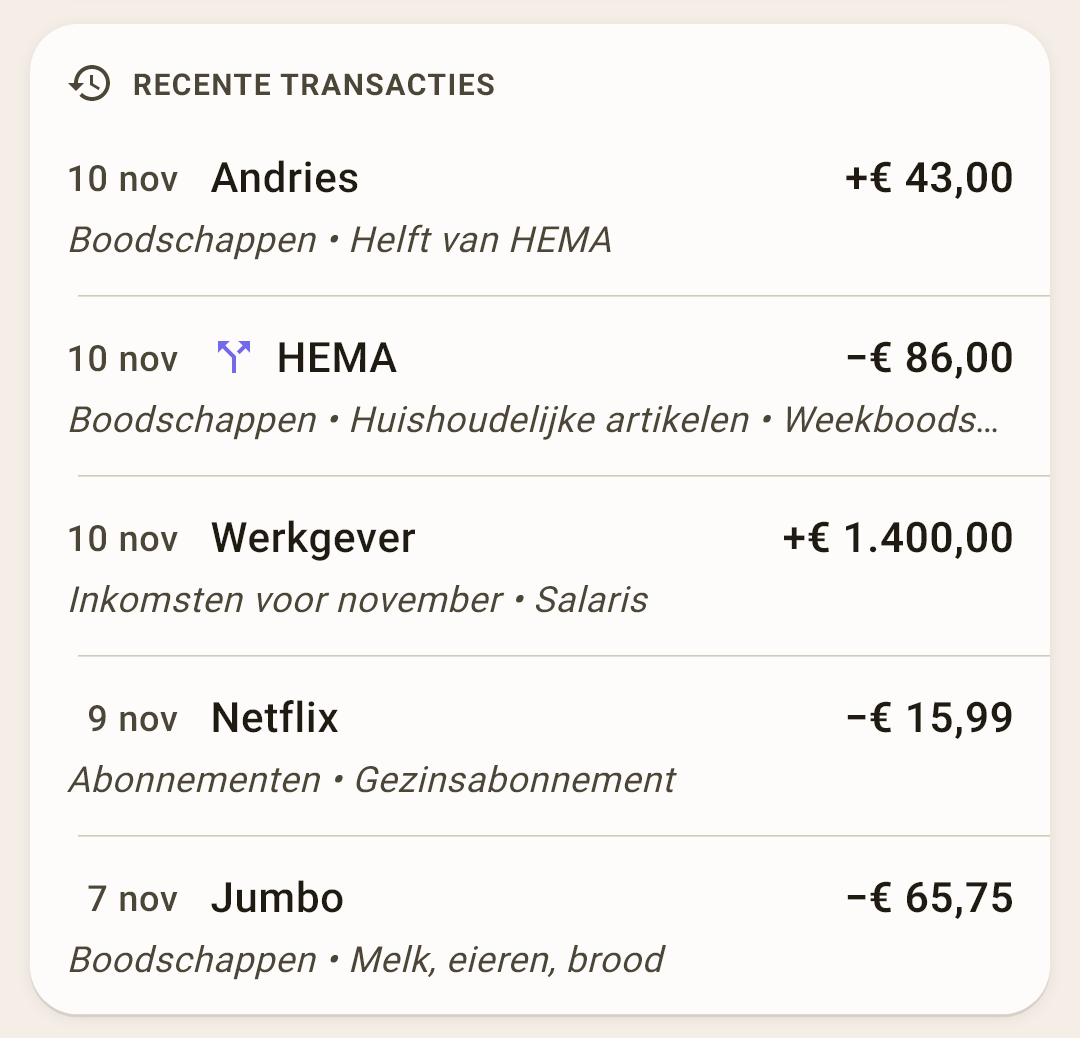 RECENTE TRANSACTIES
10 nov Andries +€ 43,00
Boodschappen • Helft van HEMA
10 nov HEMA −€ 86,00
Boodschappen • Huishoudelijke artikelen • Weekboods…
10 nov Werkgever +€ 1.400,00
Inkomsten voor november • Salaris
9 nov Netflix −€ 15,99
Abonnementen • Gezinsabonnement
7 nov Jumbo −€ 65,75
Boodschappen • Melk, eieren, brood